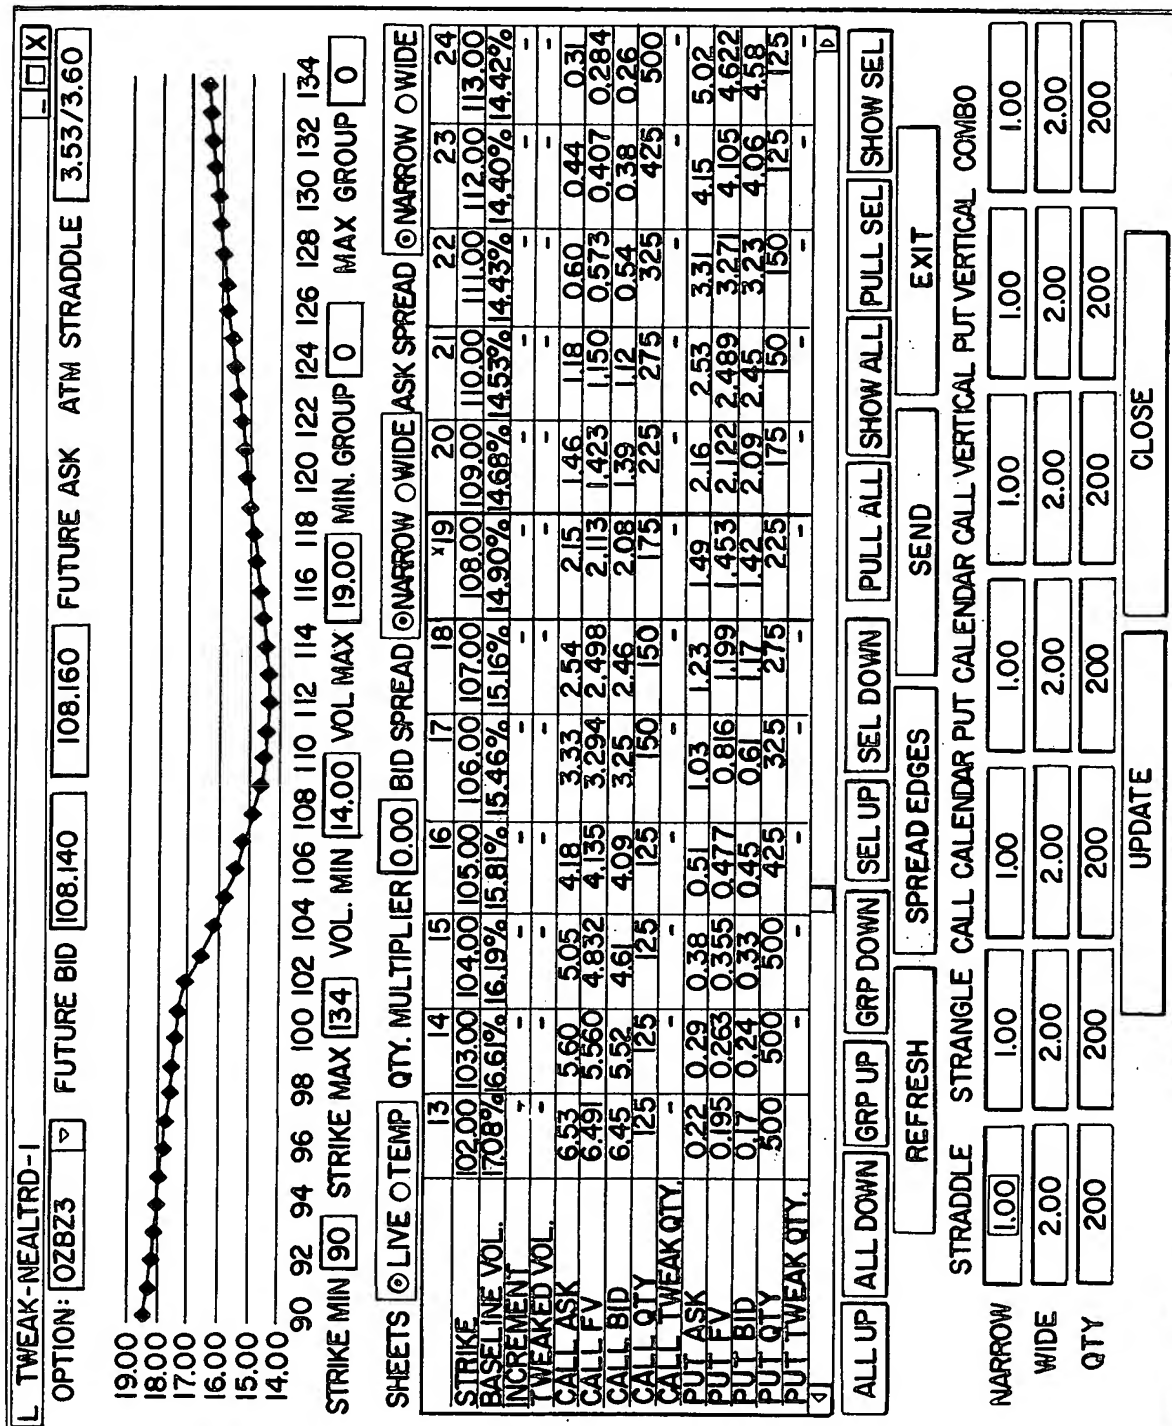 L TWEAK-NEALTRD-1 _ □ X
OPTION: OZBZ3 FUTURE BID 108.140 108.160 FUTURE ASK ATM STRADDLE 3.53/3.60
19.00
18.00
17.00
16.00
15.00
14.00
90 92 94 96 98 100 102 104 106 108 110 112 114 116 118 120 122 124 126 128 130 132 134
STRIKE MIN 90 STRIKE MAX 134 VOL. MIN 14.00 VOL MAX 19.00 MIN. GROUP 0 MAX GROUP 0
SHEETS LIVE TEMP QTY. MULTIPLIER 0.00 BID SPREAD NARROW WIDE ASK SPREAD NARROW WIDE
13 14 15 16 17 18 x19 20 21 22 23 24
STRIKE 102.00 103.00 104.00 105.00 106.00 107.00 108.00 109.00 110.00 111.00 112.00 113.00
BASELINE VOL. 17.08% 16.61% 16.19% 15.81% 15.46% 15.16% 14.90% 14.68% 14.53% 14.43% 14.40% 14.42%
INCREMENT - - - - - - - - - - - -
TWEAKED VOL. - - - - - - - - - - - -
CALL ASK 6.53 5.60 5.05 4.18 3.33 2.54 2.15 1.46 1.18 0.60 0.44 0.31
CALL FV 6.491 5.560 4.832 4.135 3.294 2.498 2.113 1.423 1.150 0.573 0.407 0.284
CALL BID 6.45 5.52 4.61 4.09 3.25 2.46 2.08 1.39 1.12 0.54 0.38 0.26
CALL QTY 125 125 125 125 150 150 175 225 275 325 425 500
CALL TWEAK QTY. - - - - - - - - - - - -
PUT ASK 0.22 0.29 0.38 0.51 1.03 1.23 1.49 2.16 2.53 3.31 4.15 5.02
PUT FV 0.195 0.263 0.355 0.477 0.816 1.199 1.453 2.122 2.489 3.271 4.105 4.622
PUT BID 0.17 0.24 0.33 0.45 0.61 1.17 1.42 2.09 2.45 3.23 4.06 4.58
PUT QTY 500 500 500 425 325 275 225 175 150 150 125 125
PUT TWEAK QTY. - - - - - - - - - - - -
ALL UP ALL DOWN GRP UP GRP DOWN SEL UP SEL DOWN PULL ALL SHOW ALL PULL SEL SHOW SEL
REFRESH SPREAD EDGES SEND EXIT
STRADDLE STRANGLE CALL CALENDAR PUT CALENDAR CALL VERTICAL PUT VERTICAL COMBO
NARROW 1.00 1.00 1.00 1.00 1.00 1.00 1.00
WIDE 2.00 2.00 2.00 2.00 2.00 2.00 2.00
QTY 200 200 200 200 200 200 200
UPDATE CLOSE